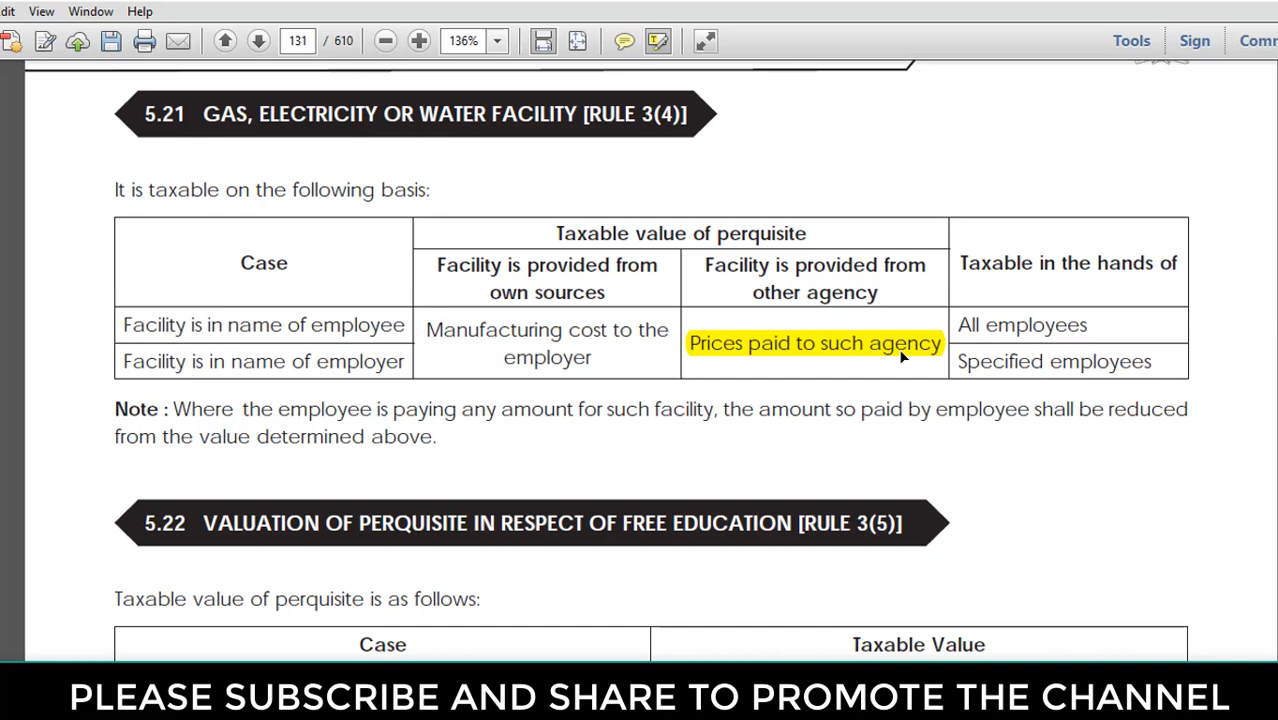 dit View Window Help
131 / 610 136% Tools Sign Comm
5.21 GAS, ELECTRICITY OR WATER FACILITY [RULE 3(4)]
It is taxable on the following basis:
Case
Taxable value of perquisite
Taxable in the hands of
Facility is provided from own sources
Facility is provided from other agency
Facility is in name of employee
Manufacturing cost to the employer
Prices paid to such agency
All employees
Facility is in name of employer
Specified employees
Note : Where the employee is paying any amount for such facility, the amount so paid by employee shall be reduced
from the value determined above.
5.22 VALUATION OF PERQUISITE IN RESPECT OF FREE EDUCATION [RULE 3(5)]
Taxable value of perquisite is as follows:
Case Taxable Value
PLEASE SUBSCRIBE AND SHARE TO PROMOTE THE CHANNEL